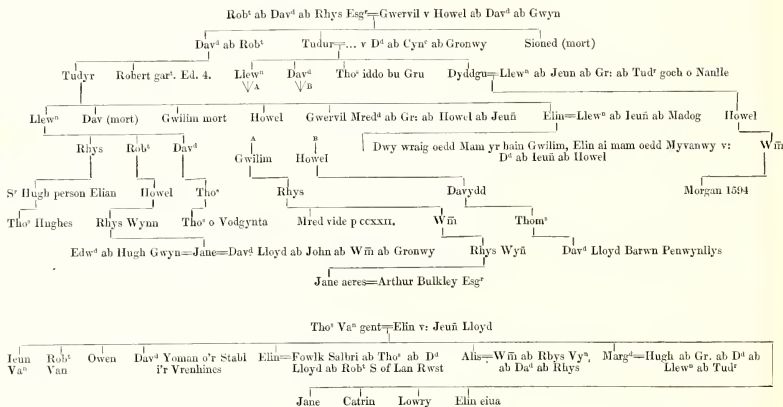 Robᵗ ab Davᵈ ab Rhys Esgʳ=Gwervil v Howel ab Davᵈ ab Gwyn
Davᵈ ab Robᵗ Tudur=... v Dᵈ ab Cynᶜ ab Gronwy Sioned (mort)
Tudyr Robert garᵗ. Ed. 4. Llewⁿ Davᵈ Thoˢ iddo bu Gru Dyddgu=Llewⁿ ab Jeun ab Gr: ab Tudʳ goch o Nanlle
A B
Llewⁿ Dav (mort) Gwilim mort Howel Gwervil Mredᵈ ab Gr: ab Howel ab Jeun̄ Elin=Llewⁿ ab Ieun̄ ab Madog Howel
Rhys Robᵗ Davᵈ A Gwilim B Howel Dwy wraig oedd Mam yr hain Gwilim, Elin ai mam oedd Myvanwy v: Wm̄
Dᵈ ab Ieun̄ ab Howel
Sʳ Hugh person Elian Howel Thoˢ Rhys Davydd Morgan 1594
Thoˢ Hughes Rhys Wynn Thoˢ o Vodgynta Mred vide p CCXXII. Wm̄ Thomˢ
Edwᵈ ab Hugh Gwyn=Jane=Davᵈ Lloyd ab John ab Wm̄ ab Gronwy Rhys Wyn̄ Davᵈ Lloyd Barwn Penwynllys
Jane aeres=Arthur Bulkley Esgʳ
Thoˢ Vaⁿ gent=Elin v: Jeun̄ Lloyd
Ieun Robᵗ Owen Davᵈ Yoman o'r Stabl Elin=Fowlk Salbri ab Thoˢ ab Dᵈ Alis=Wm̄ ab Rbys Vyⁿ, Margᵈ=Hugh ab Gr. ab Dᵈ ab
Vaⁿ Van i'r Vrenhines Lloyd ab Robᵗ S of Lan Rwst ab Daᵈ ab Rhys Llewⁿ ab Tudʳ
Jane Catrin Lowry Elin eiua